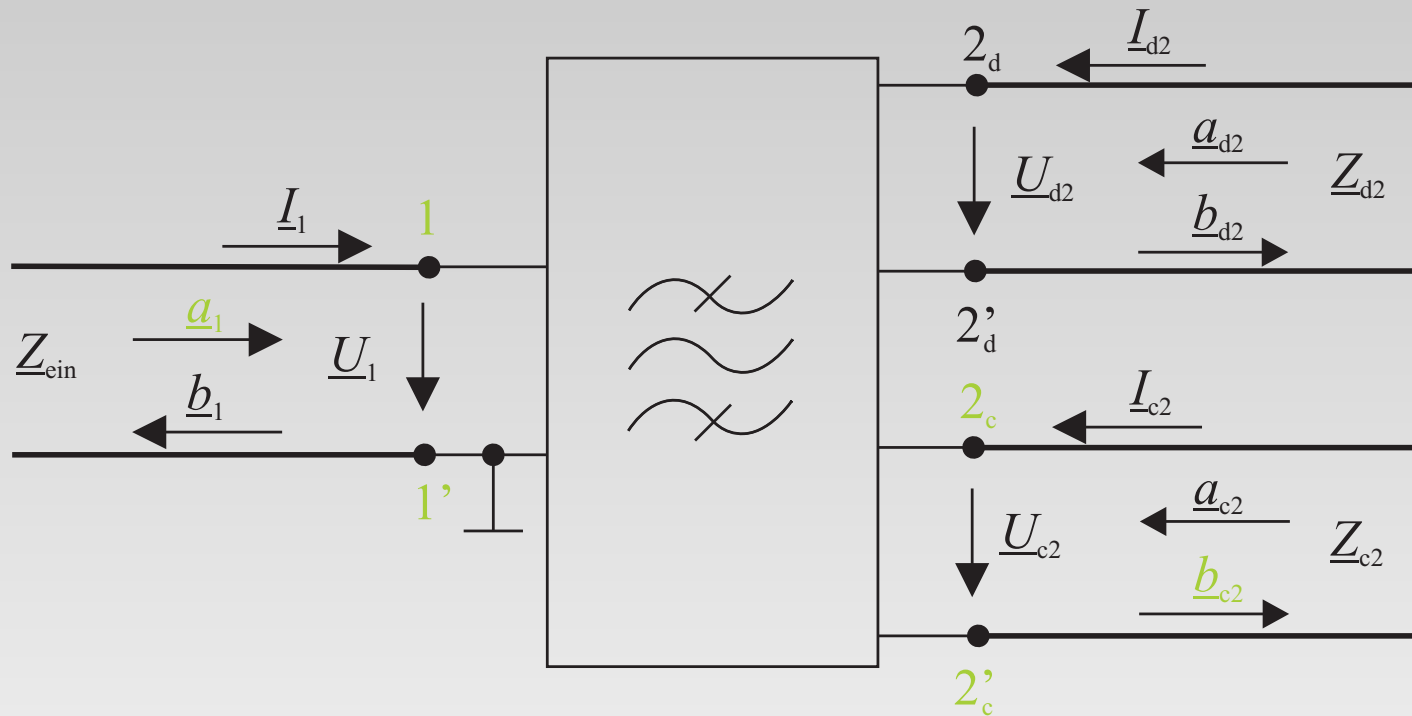 I1
1
a1
Zein
U1
b1
1’
2d
Id2
ad2
Ud2
Zd2
bd2
2’d
2c
Ic2
ac2
Uc2
Zc2
bc2
2’c